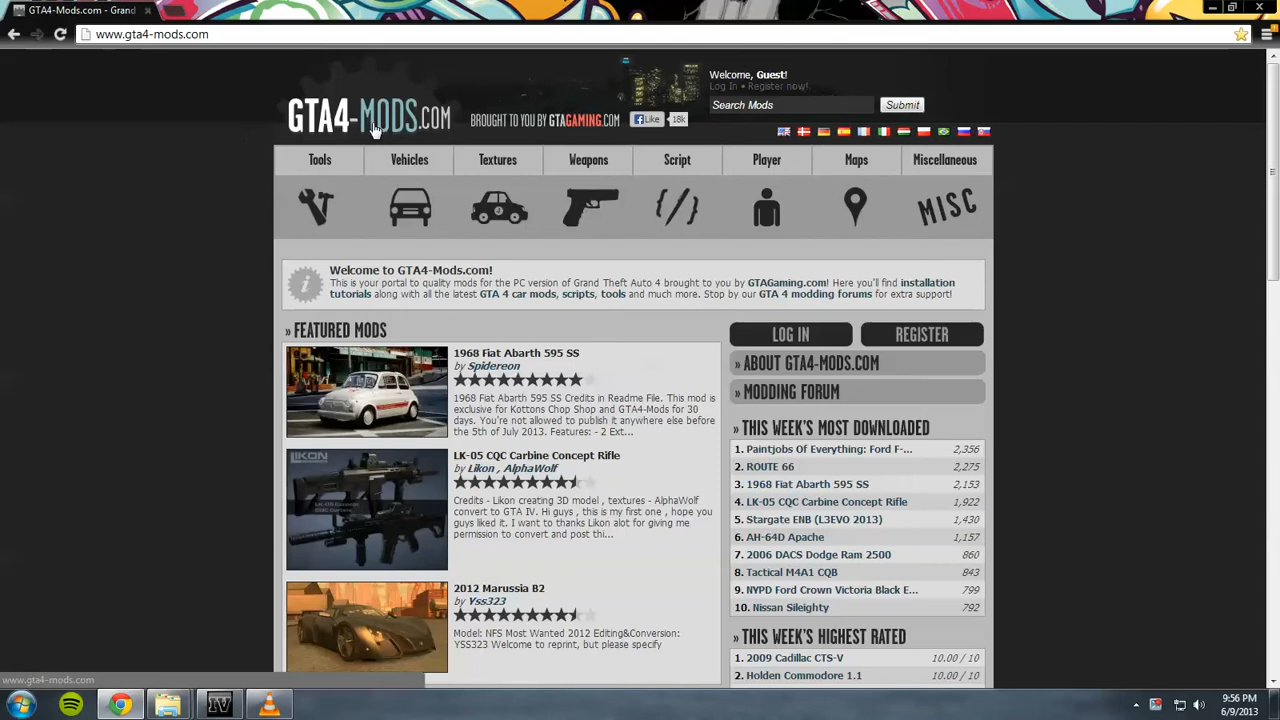 GTA4-Mods.com - Grand
www.gta4-mods.com
Welcome, Guest!
Log In • Register now!
GTA4-MODS.COM
BROUGHT TO YOU BY GTAGAMING.COM
Like
18k
Search Mods
Submit
Tools
Vehicles
Textures
Weapons
Script
Player
Maps
Miscellaneous
MISC
Welcome to GTA4-Mods.com!
This is your portal to quality mods for the PC version of Grand Theft Auto 4 brought to you by GTAGaming.com! Here you'll find installation
tutorials along with all the latest GTA 4 car mods, scripts, tools and much more. Stop by our GTA 4 modding forums for extra support!
» FEATURED MODS
1968 Fiat Abarth 595 SS
by Spidereon
1968 Fiat Abarth 595 SS Credits in Readme File. This mod is
exclusive for Kottons Chop Shop and GTA4-Mods for 30
days. You're not allowed to publish it anywhere else before
the 5th of July 2013. Features: - 2 Ext...
LIKON
LK-05 CQC Carbine Concept Rifle
by Likon , AlphaWolf
Credits - Likon creating 3D model , textures - AlphaWolf
convert to GTA IV. Hi guys , this is my first one , hope you
guys liked it. I want to thanks Likon alot for giving me
permission to convert and post thi...
2012 Marussia B2
by Yss323
Model: NFS Most Wanted 2012 Editing&Conversion:
YSS323 Welcome to reprint, but please specify
LOG IN
REGISTER
» ABOUT GTA4-MODS.COM
» MODDING FORUM
» THIS WEEK'S MOST DOWNLOADED
1. Paintjobs Of Everything: Ford F-... 2,356
2. ROUTE 66 2,275
3. 1968 Fiat Abarth 595 SS 2,153
4. LK-05 CQC Carbine Concept Rifle 1,922
5. Stargate ENB (L3EVO 2013) 1,430
6. AH-64D Apache 1,157
7. 2006 DACS Dodge Ram 2500 860
8. Tactical M4A1 CQB 843
9. NYPD Ford Crown Victoria Black E... 799
10. Nissan Sileighty 792
» THIS WEEK'S HIGHEST RATED
1. 2009 Cadillac CTS-V 10.00 / 10
2. Holden Commodore 1.1 10.00 / 10
www.gta4-mods.com
IV
9:56 PM
6/9/2013